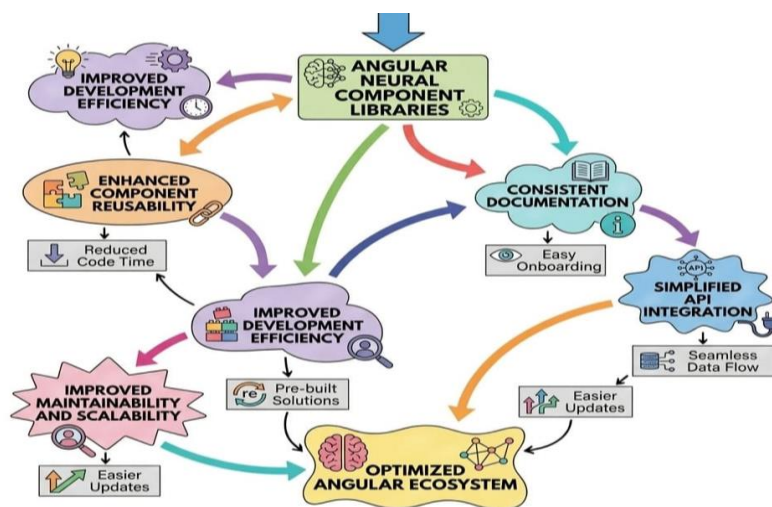 IMPROVED
DEVELOPMENT
EFFICIENCY
ANGULAR
NEURAL
COMPONENT
LIBRARIES
ENHANCED
COMPONENT
REUSABILITY
CONSISTENT
DOCUMENTATION
i
Reduced
Code Time
Easy
Onboarding
API
SIMPLIFIED
API
INTEGRATION
IMPROVED
DEVELOPMENT
EFFICIENCY
Seamless
Data Flow
IMPROVED
MAINTAINABILITY
AND SCALABILITY
re
Pre-built
Solutions
Easier
Updates
Easier
Updates
OPTIMIZED
ANGULAR ECOSYSTEM